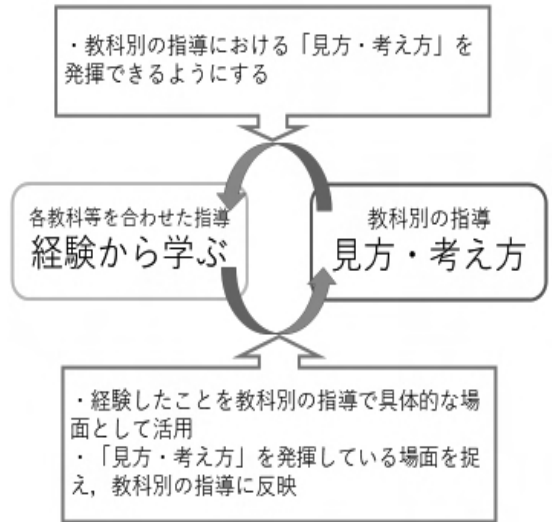 ・教科別の指導における「見方・考え方」を
発揮できるようにする
各教科等を合わせた指導
経験から学ぶ
教科別の指導
見方・考え方
・経験したことを教科別の指導で具体的な場
面として活用
・「見方・考え方」を発揮している場面を捉
え，教科別の指導に反映